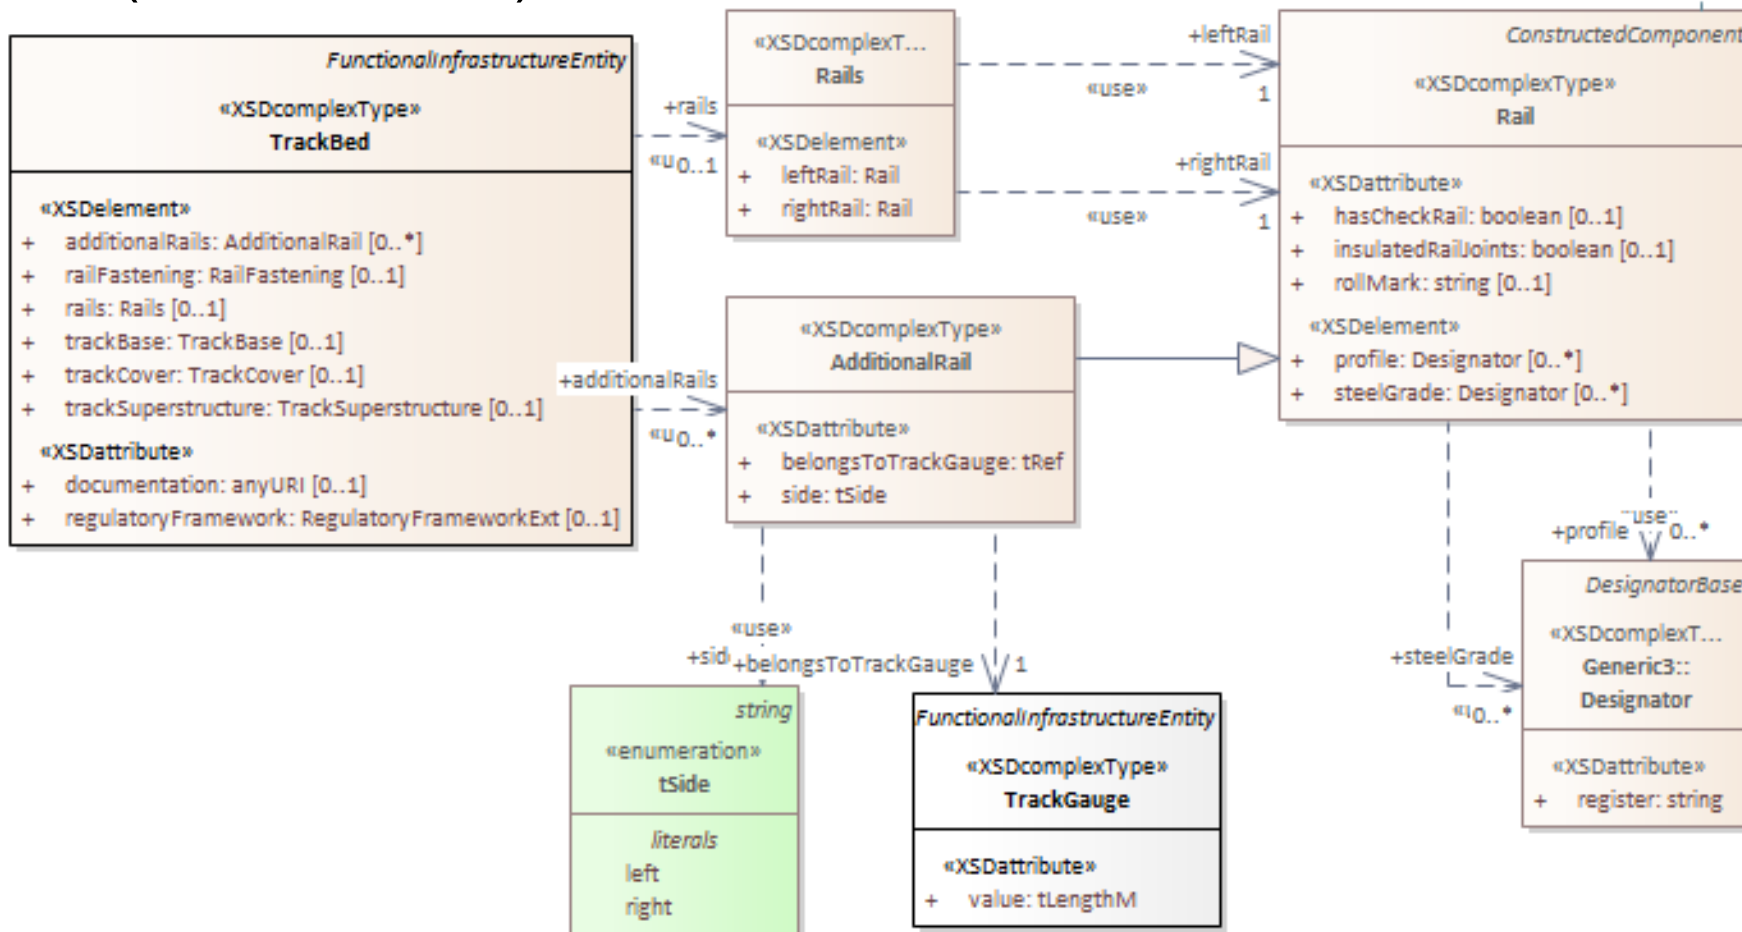 FunctionalInfrastructureEntity
«XSDcomplexType»
TrackBed
«XSDelement»
+ additionalRails: AdditionalRail [0..*]
+ railFastening: RailFastening [0..1]
+ rails: Rails [0..1]
+ trackBase: TrackBase [0..1]
+ trackCover: TrackCover [0..1]
+ trackSuperstructure: TrackSuperstructure [0..1]
«XSDattribute»
+ documentation: anyURI [0..1]
+ regulatoryFramework: RegulatoryFrameworkExt [0..1]
+rails
«u 0..1
«XSDcomplexT...
Rails
«XSDelement»
+ leftRail: Rail
+ rightRail: Rail
+leftRail
«use»
1
+rightRail
«use»
1
ConstructedComponent
«XSDcomplexType»
Rail
«XSDattribute»
+ hasCheckRail: boolean [0..1]
+ insulatedRailJoints: boolean [0..1]
+ rollMark: string [0..1]
«XSDelement»
+ profile: Designator [0..*]
+ steelGrade: Designator [0..*]
+additionalRails
«u 0..*
«XSDcomplexType»
AdditionalRail
«XSDattribute»
+ belongsToTrackGauge: tRef
+ side: tSide
«use»
+sid
+belongsToTrackGauge 1
string
«enumeration»
tSide
literals
left
right
FunctionalInfrastructureEntity
«XSDcomplexType»
TrackGauge
«XSDattribute»
+ value: tLengthM
"use"
+profile 0..*
+steelGrade
0..*
DesignatorBase
«XSDcomplexT...
Generic3::
Designator
«XSDattribute»
+ register: string